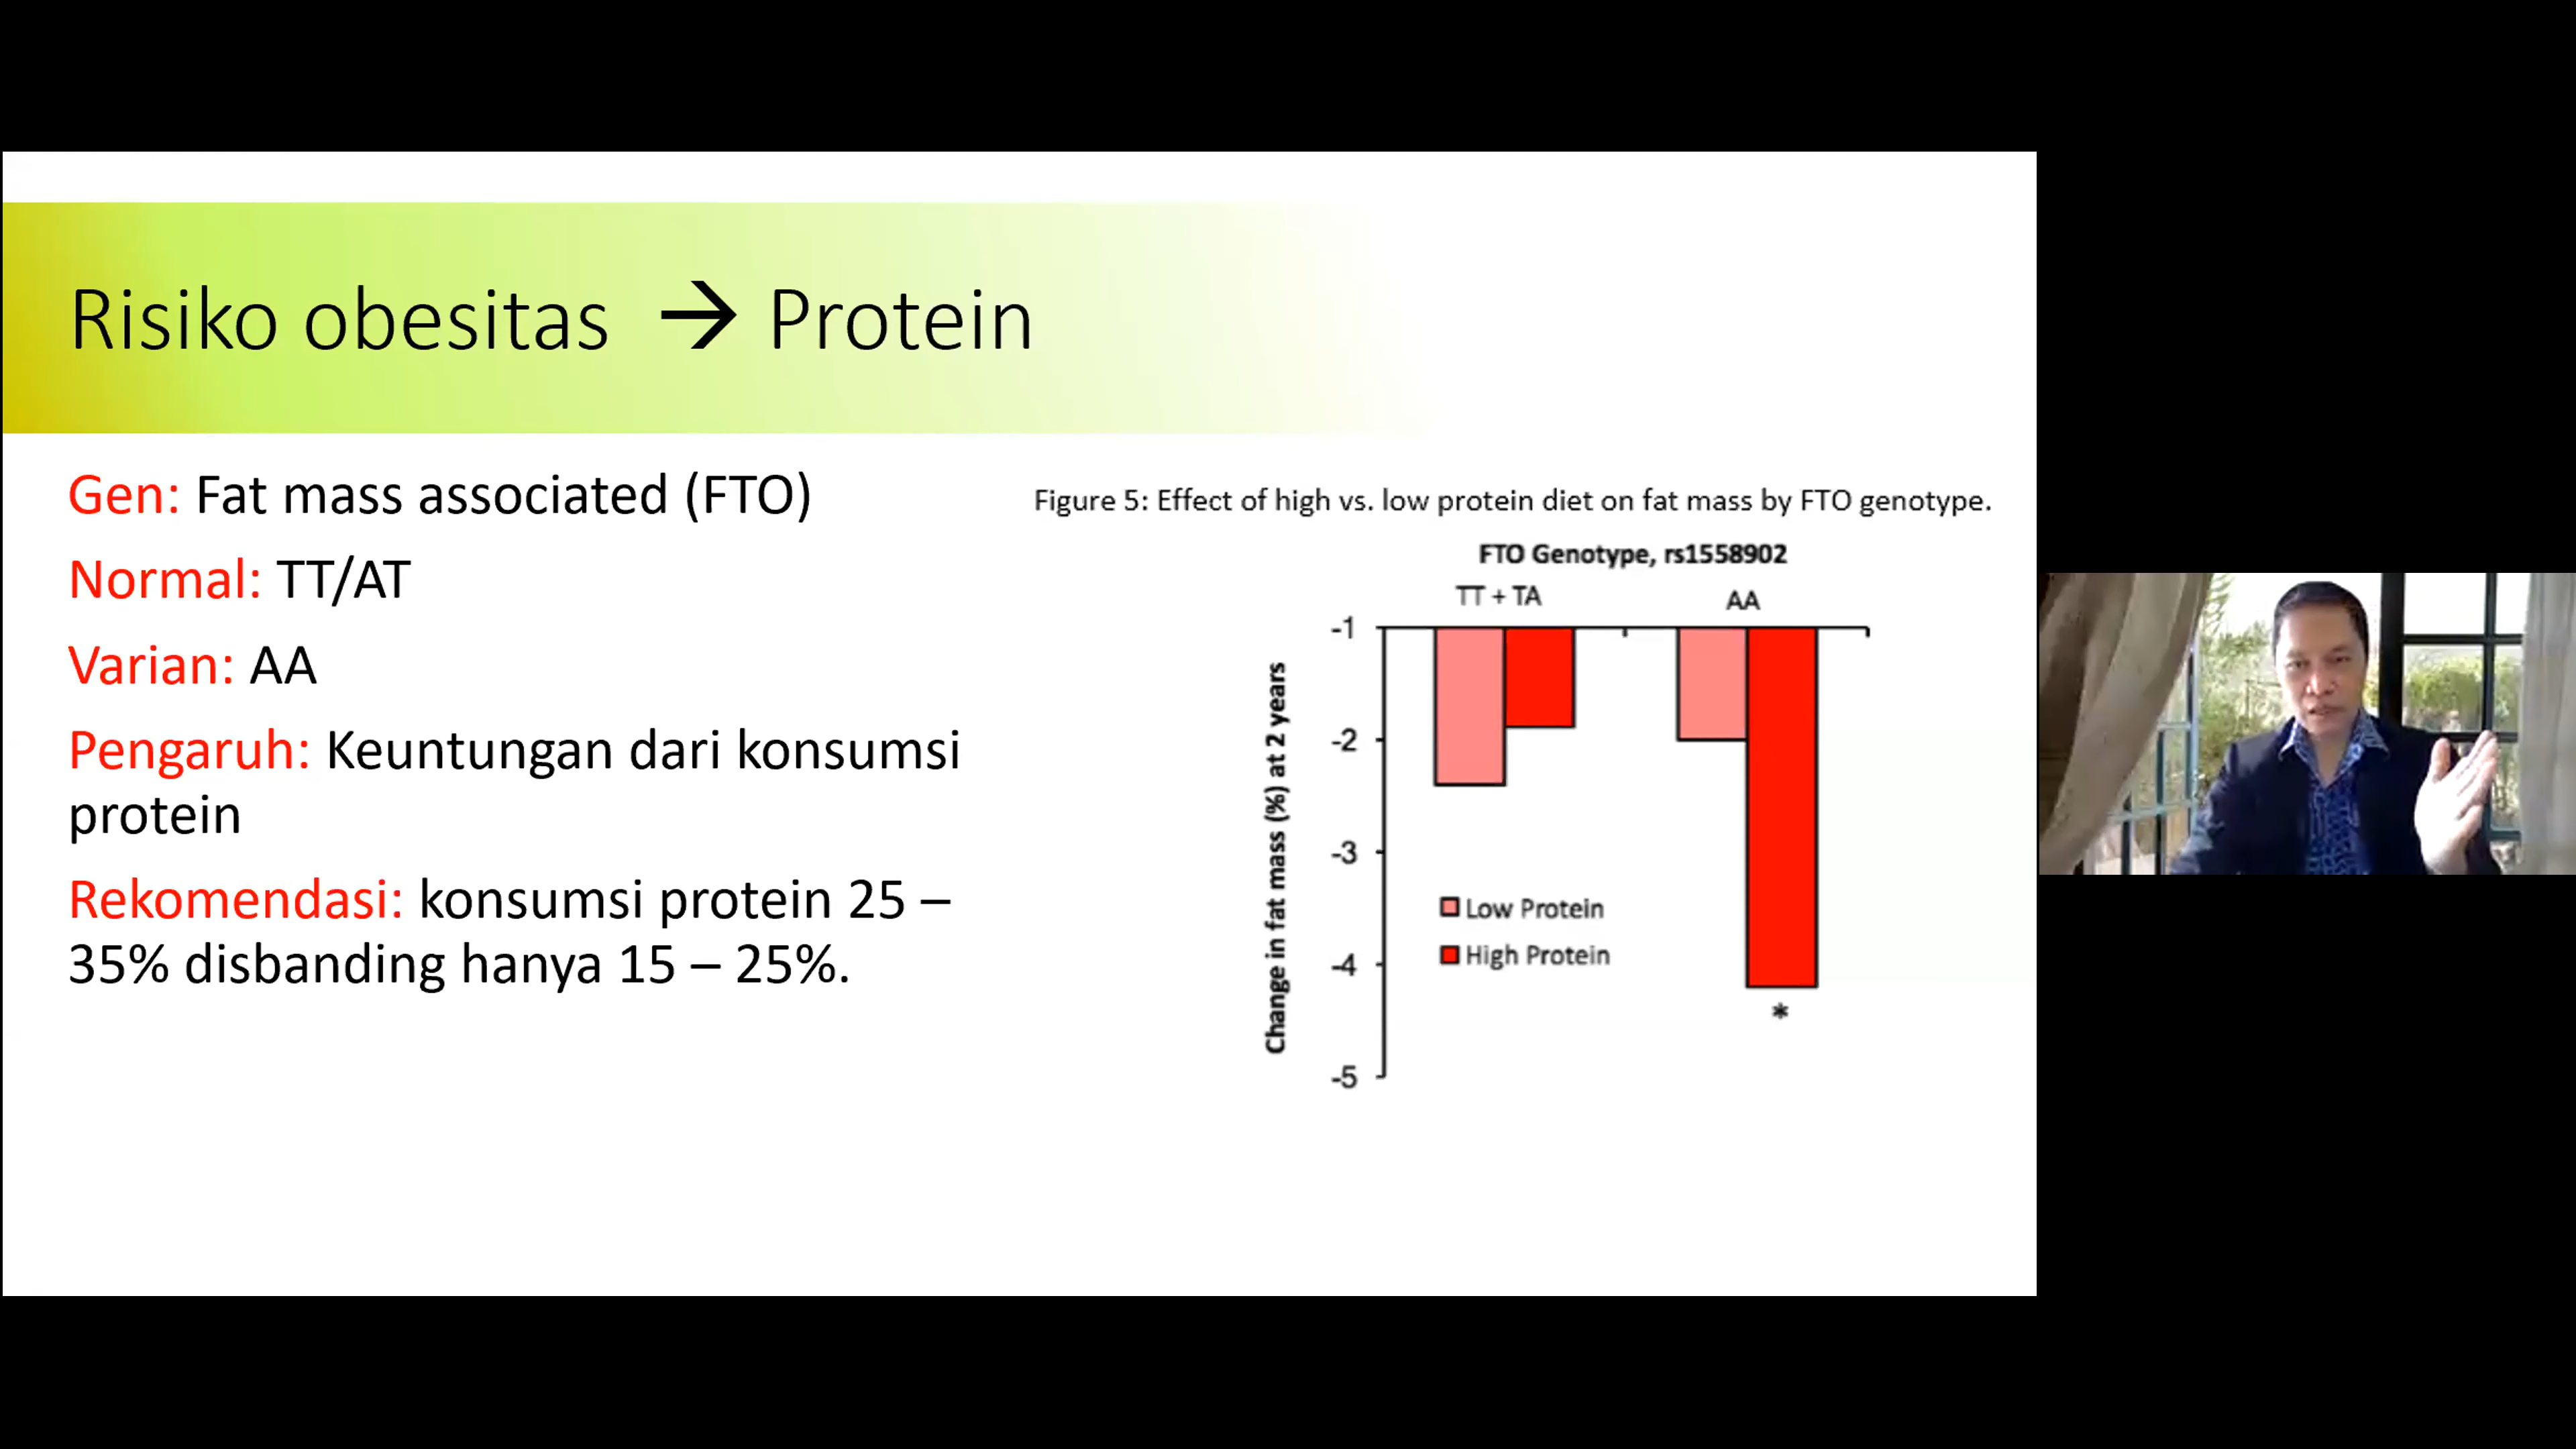 Risiko obesitas → Protein
Gen: Fat mass associated (FTO)
Normal: TT/AT
Varian: AA
Pengaruh: Keuntungan dari konsumsi
protein
Rekomendasi: konsumsi protein 25 –
35% disbanding hanya 15 – 25%.
Figure 5: Effect of high vs. low protein diet on fat mass by FTO genotype.
FTO Genotype, rs1558902
TT + TA
AA
Change in fat mass (%) at 2 years
-1
-2
-3
-4
-5
Low Protein
High Protein
*